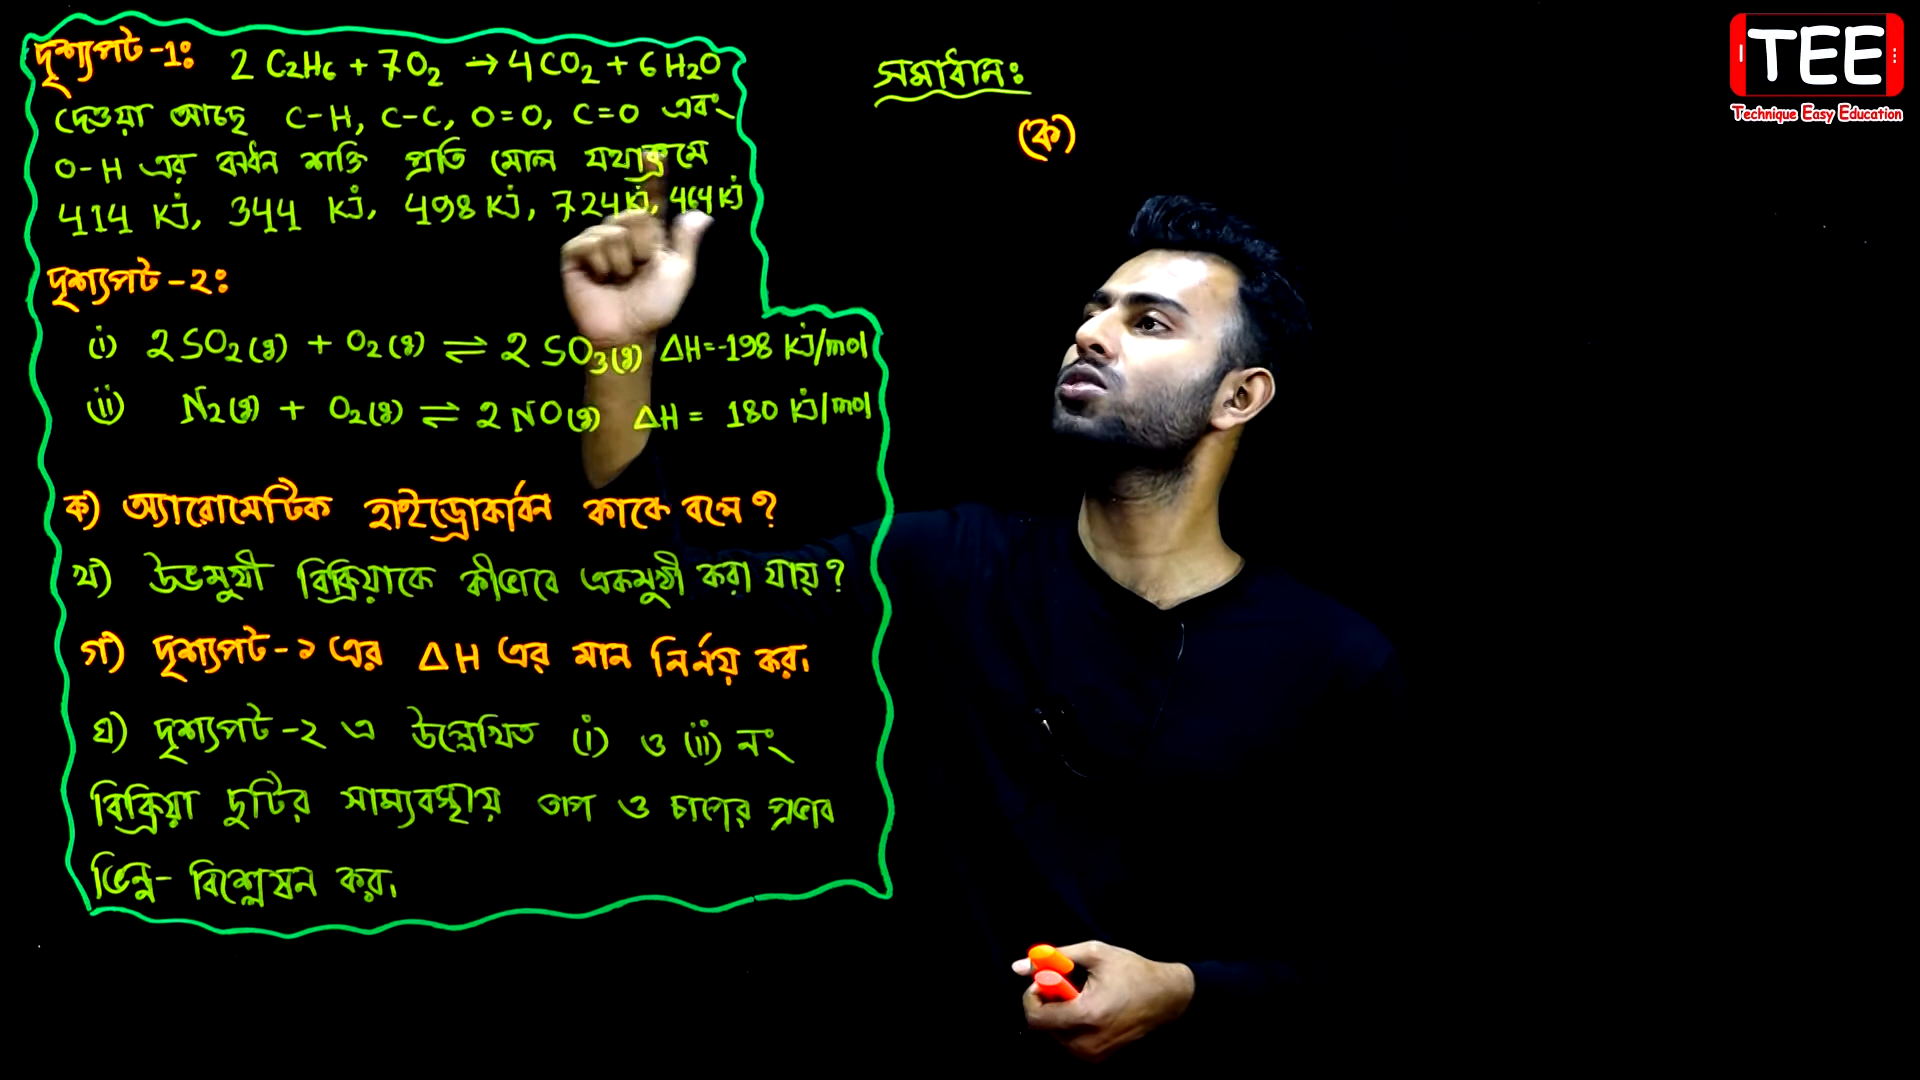 দৃশ্যপট-1: 2 C2H6 + 7O2 → 4CO2 + 6H2O
দেওয়া আছে C-H, C-C, O=O, C=O এবং
O-H এর বন্ধন শক্তি প্রতি মোল যথাক্রমে
414 KJ, 344 KJ, 498 KJ, 724 KJ, 464 KJ
দৃশ্যপট-২:
(i) 2SO2(g) + O2(g) ⇌ 2SO3(g) ΔH=-198 KJ/mol
(ii) N2(g) + O2(g) ⇌ 2NO(g) ΔH = 180 KJ/mol
ক) অ্যারোমেটিক হাইড্রোকার্বন কাকে বলে?
খ) উভমুখী বিক্রিয়াকে কীভাবে একমুখী করা যায়?
গ) দৃশ্যপট-১ এর ΔH এর মান নির্নয় কর।
ঘ) দৃশ্যপট-২ এ উল্লেখিত (i) ও (ii) নং
বিক্রিয়া দুটির সাম্যবস্থায় তাপ ও চাপের প্রভাব
ভিন্ন- বিশ্লেষন কর।
সমাধান:
(ক)
TEE
Technique Easy Education